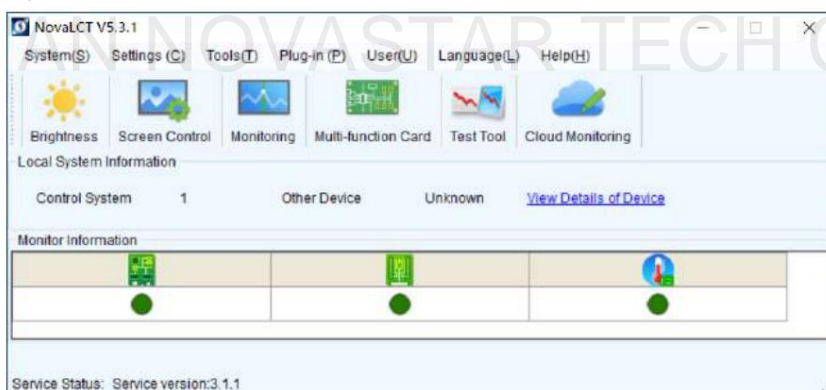 NovaLCT V5.3.1
AN NOVASTAR TECH C
System(S) Settings (C) Tools(T) Plug-in (P) User(U) Language(L) Help(H)
Brightness Screen Control Monitoring Multi-function Card Test Tool Cloud Monitoring
Local System Information
Control System 1 Other Device Unknown View Details of Device
Monitor Information
Service Status: Service version:3.1.1